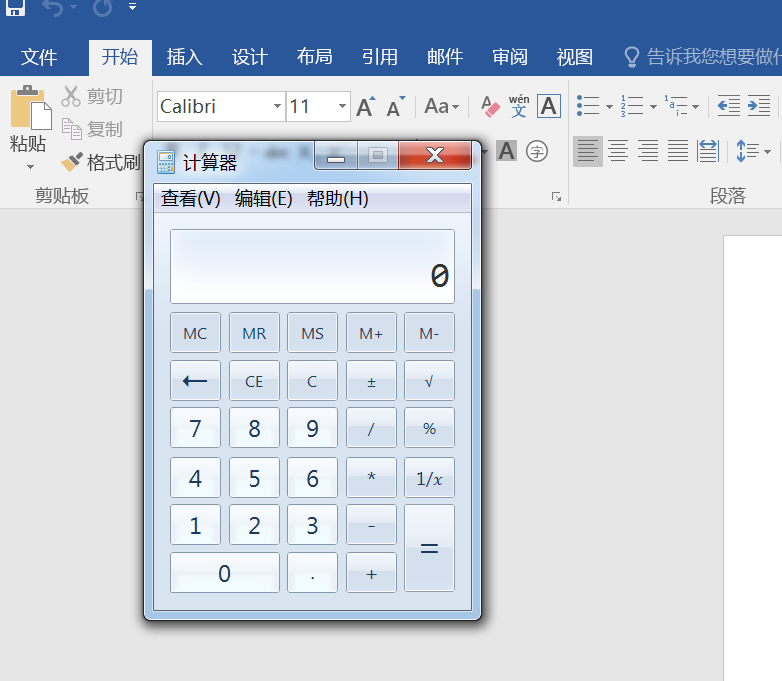 文件 开始 插入 设计 布局 引用 邮件 审阅 视图 告诉我您想要做什
剪切
Calibri 11 A A Aa A wén 文 A
复制
粘贴
格式刷
A 字
剪贴板
段落
计算器
查看(V) 编辑(E) 帮助(H)
0
MC MR MS M+ M-
← CE C ± √
7 8 9 / %
4 5 6 * 1/x
1 2 3 -
=
0 . +